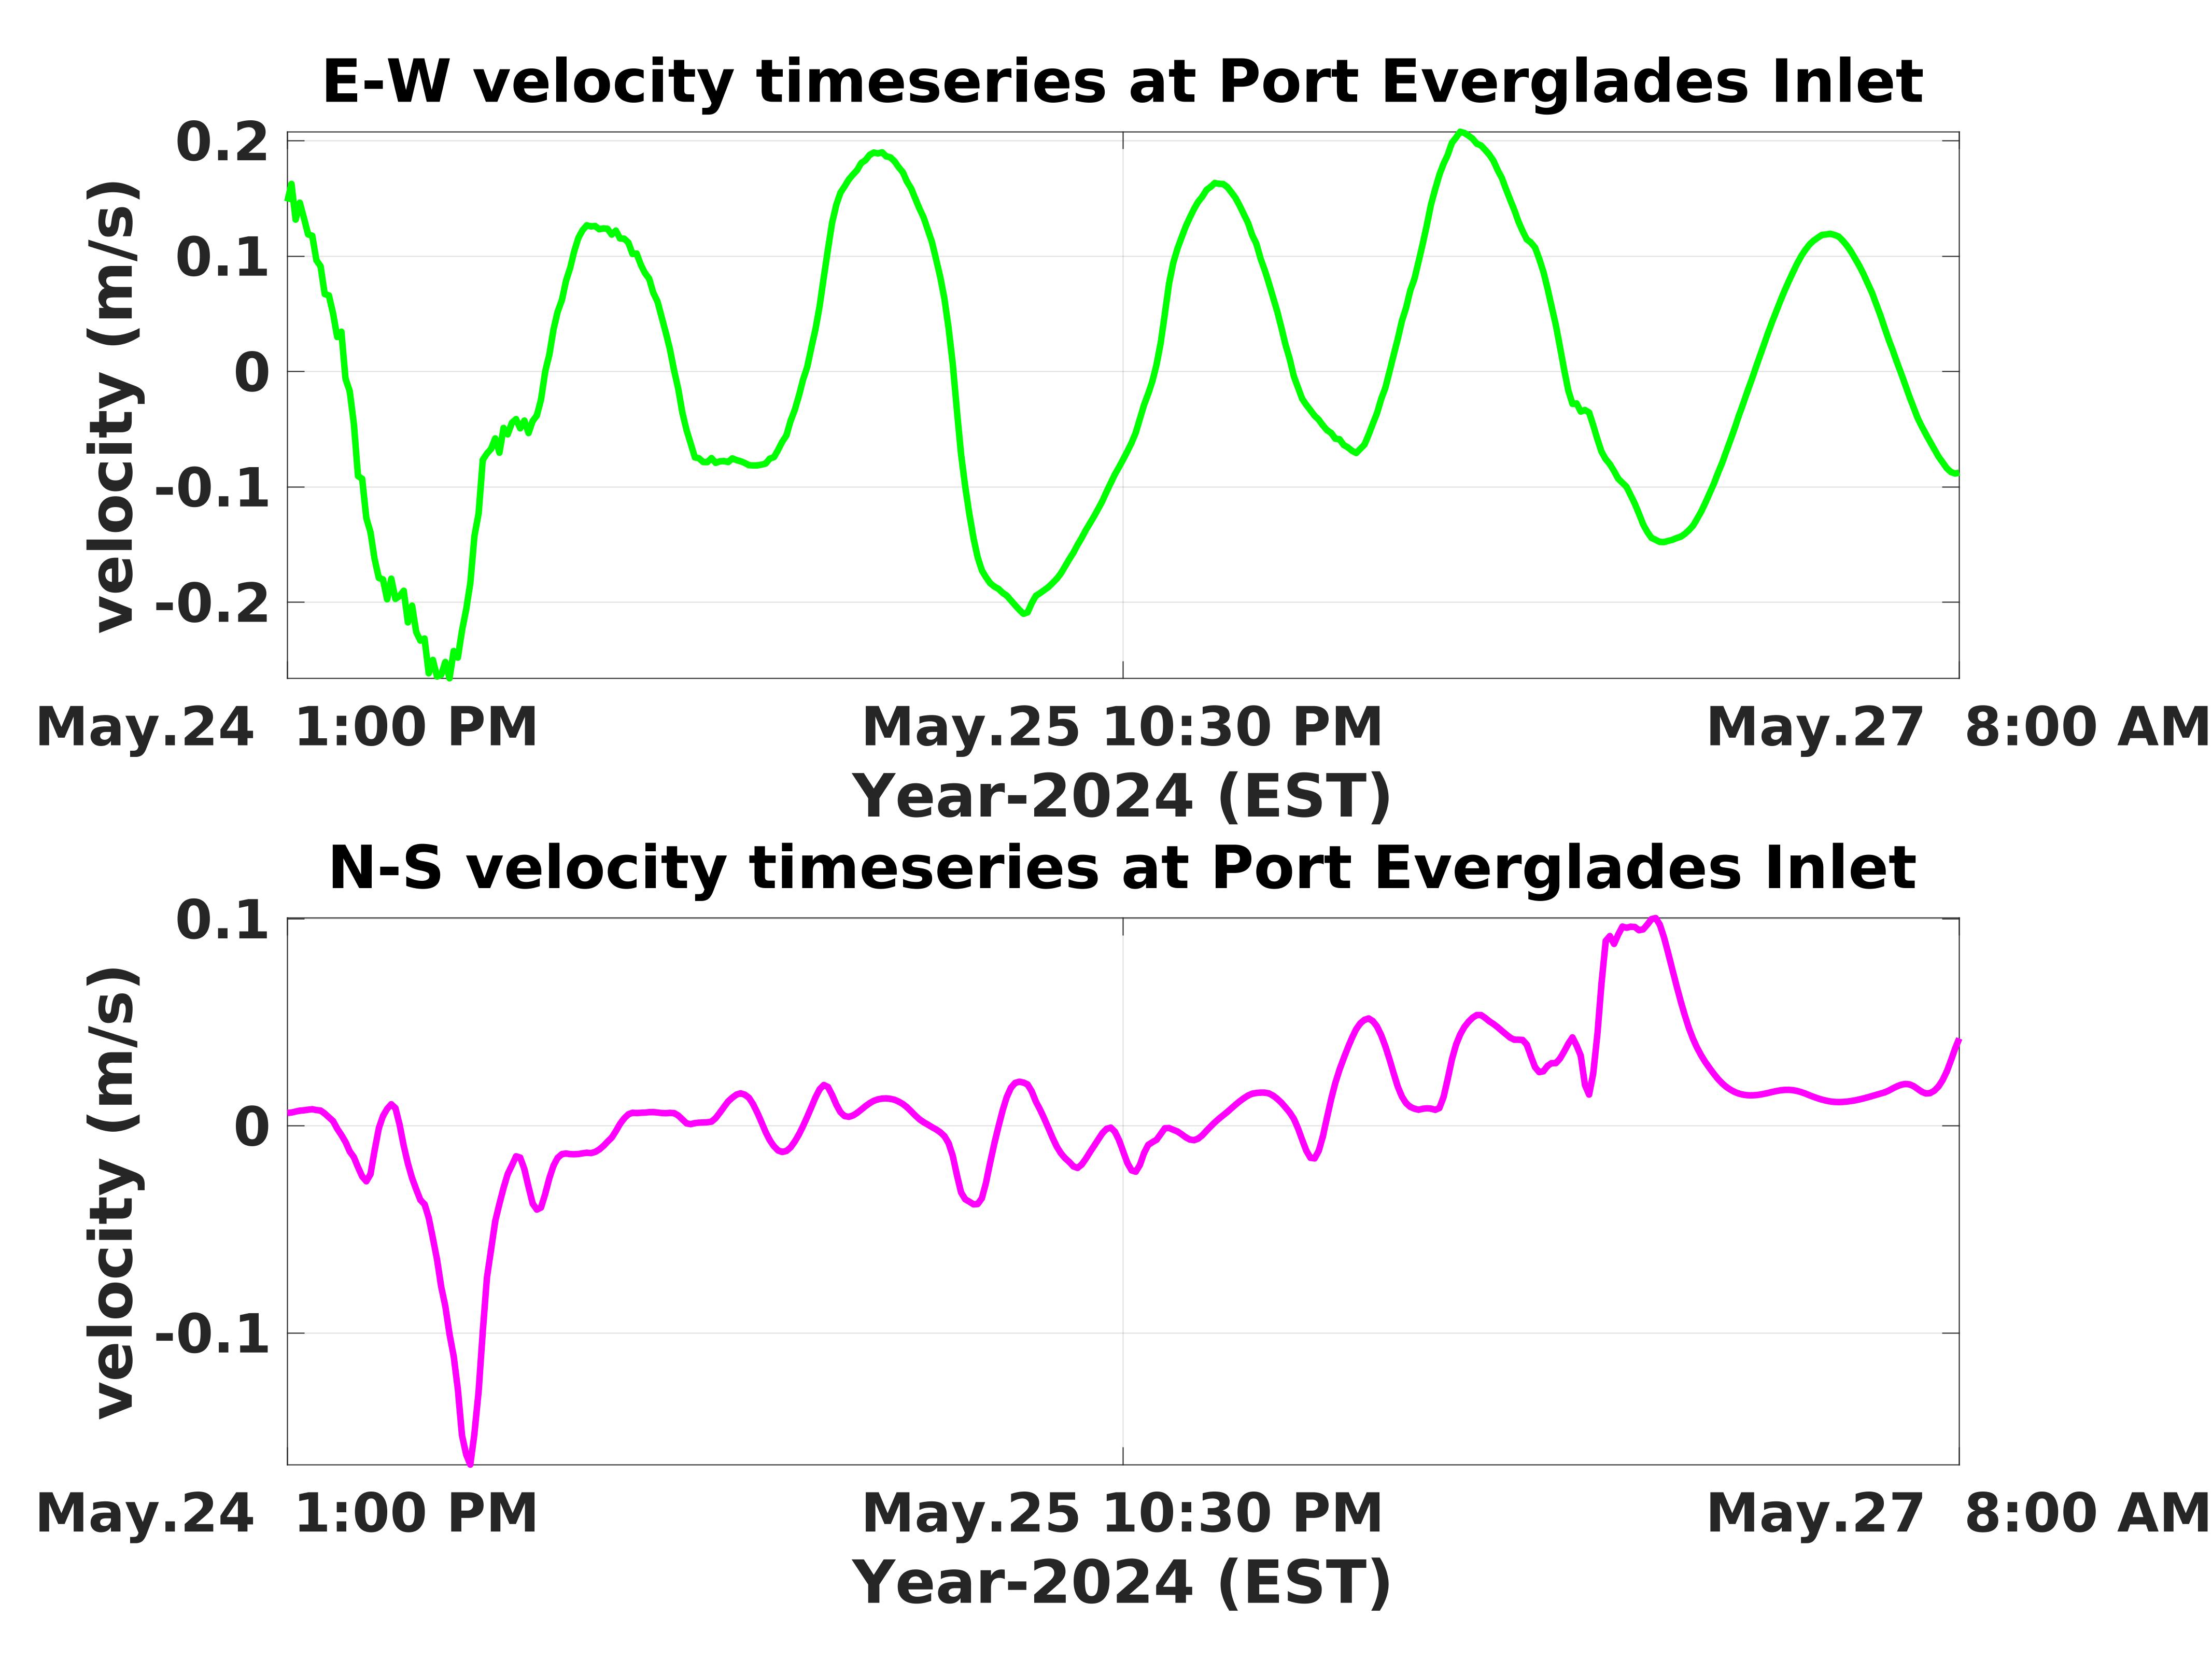 E-W velocity timeseries at Port Everglades Inlet
velocity (m/s)
0.2
0.1
0
-0.1
-0.2
May.24 1:00 PM
May.25 10:30 PM
May.27 8:00 AM
Year-2024 (EST)
N-S velocity timeseries at Port Everglades Inlet
velocity (m/s)
0.1
0
-0.1
May.24 1:00 PM
May.25 10:30 PM
May.27 8:00 AM
Year-2024 (EST)